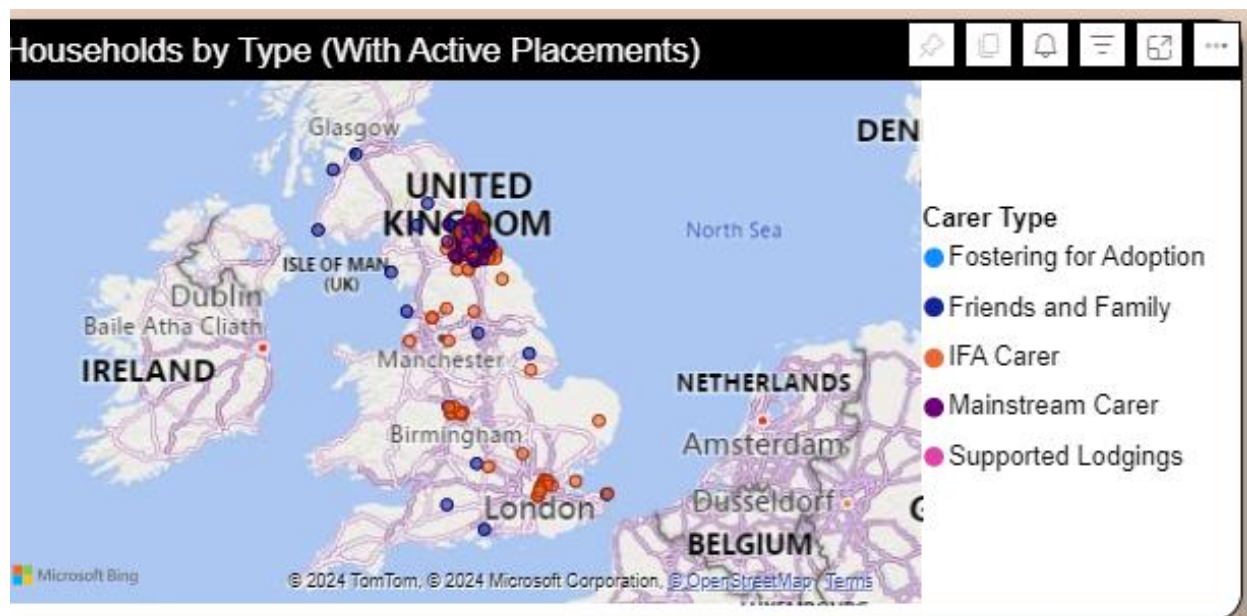 Households by Type (With Active Placements)
Glasgow
DEN
UNITED
KINGDOM
North Sea
ISLE OF MAN
(UK)
Dublin
Baile Atha Cliath
IRELAND
Manchester
NETHERLANDS
Birmingham
Amsterdam
London
Dusseldorf
G
BELGIUM
Microsoft Bing
© 2024 TomTom, © 2024 Microsoft Corporation, © OpenStreetMap Terms
Carer Type
Fostering for Adoption
Friends and Family
IFA Carer
Mainstream Carer
Supported Lodgings